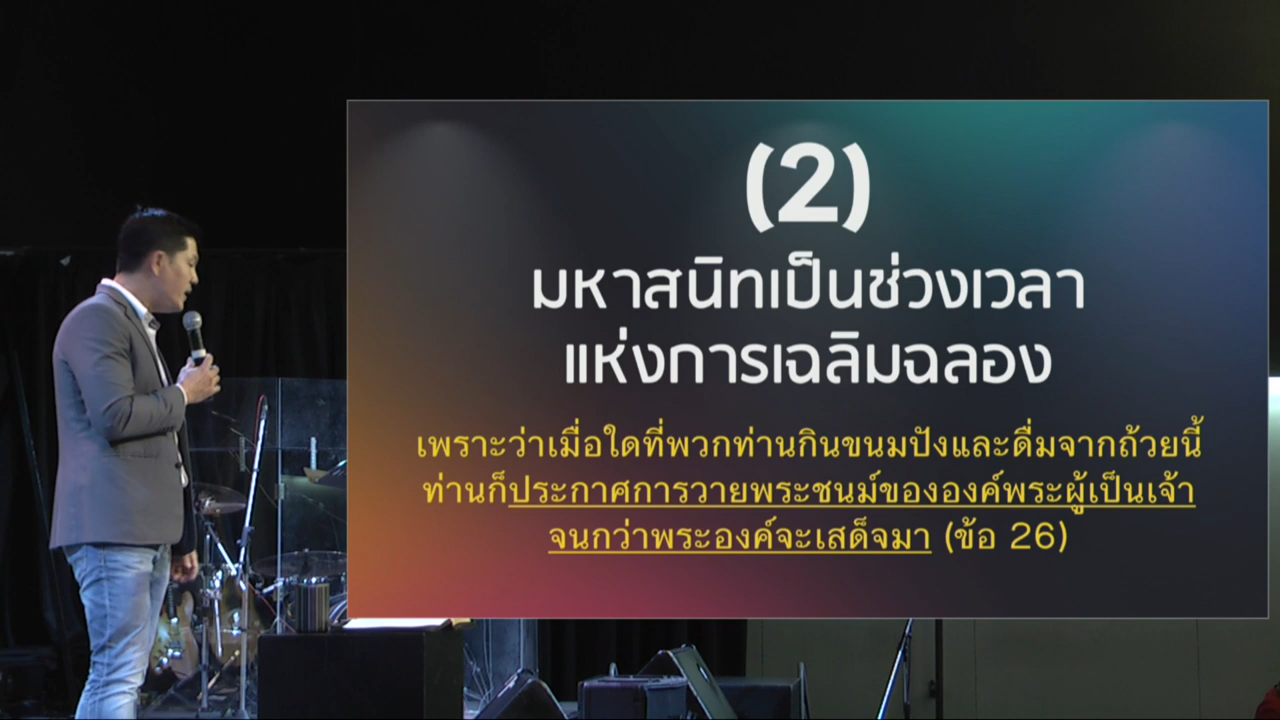 (2)
มหาสนิทเป็นช่วงเวลา
แห่งการเฉลิมฉลอง
เพราะว่าเมื่อใดที่พวกท่านกินขนมปังและดื่มจากถ้วยนี้
ท่านก็ประกาศการวายพระชนม์ขององค์พระผู้เป็นเจ้า
จนกว่าพระองค์จะเสด็จมา (ข้อ 26)